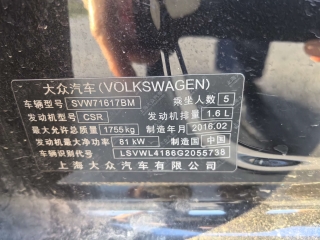 大众汽车(VOLKSWAGEN)
车辆型号 SVW71617BM 乘坐人数 5
发动机型号 CSR 发动机排量 1.6 L
最大允许总质量 1755 kg 制造年月 2016.02
发动机最大净功率 81 kW 制造国 中国
车辆识别代号 LSVWL4186G2055738
上海大众汽车有限公司